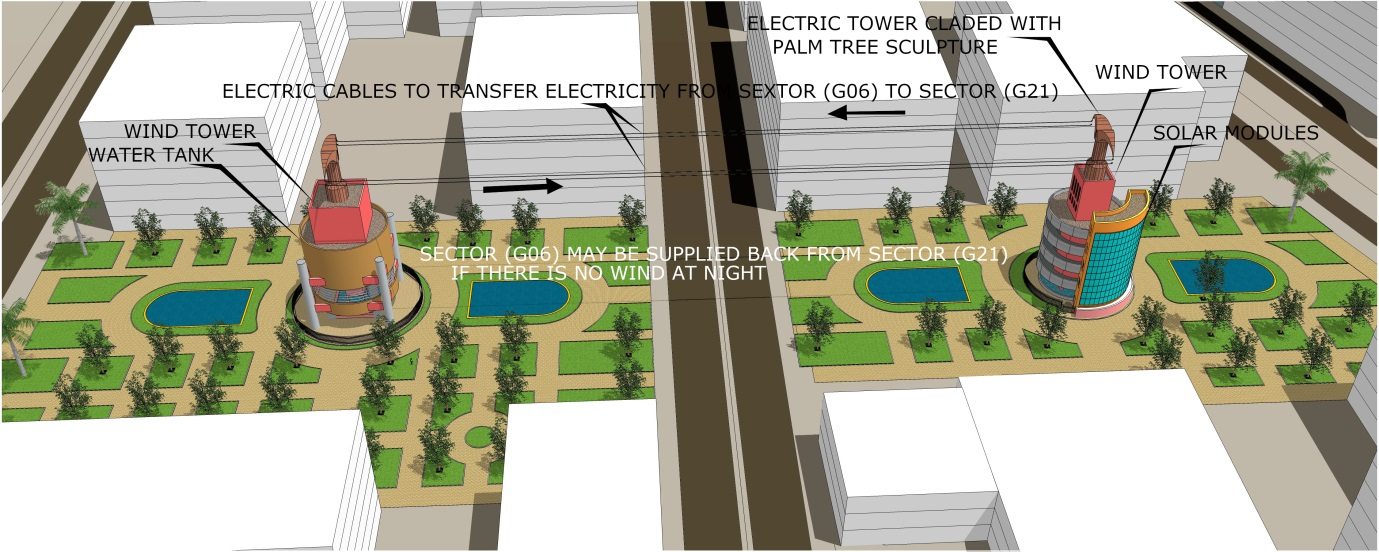 ELECTRIC TOWER CLADED WITH
PALM TREE SCULPTURE
WIND TOWER
ELECTRIC CABLES TO TRANSFER ELECTRICITY FROM SEXTOR (G06) TO SECTOR (G21)
WIND TOWER
SOLAR MODULES
WATER TANK
SECTOR (G06) MAY BE SUPPLIED BACK FROM SECTOR (G21)
IF THERE IS NO WIND AT NIGHT